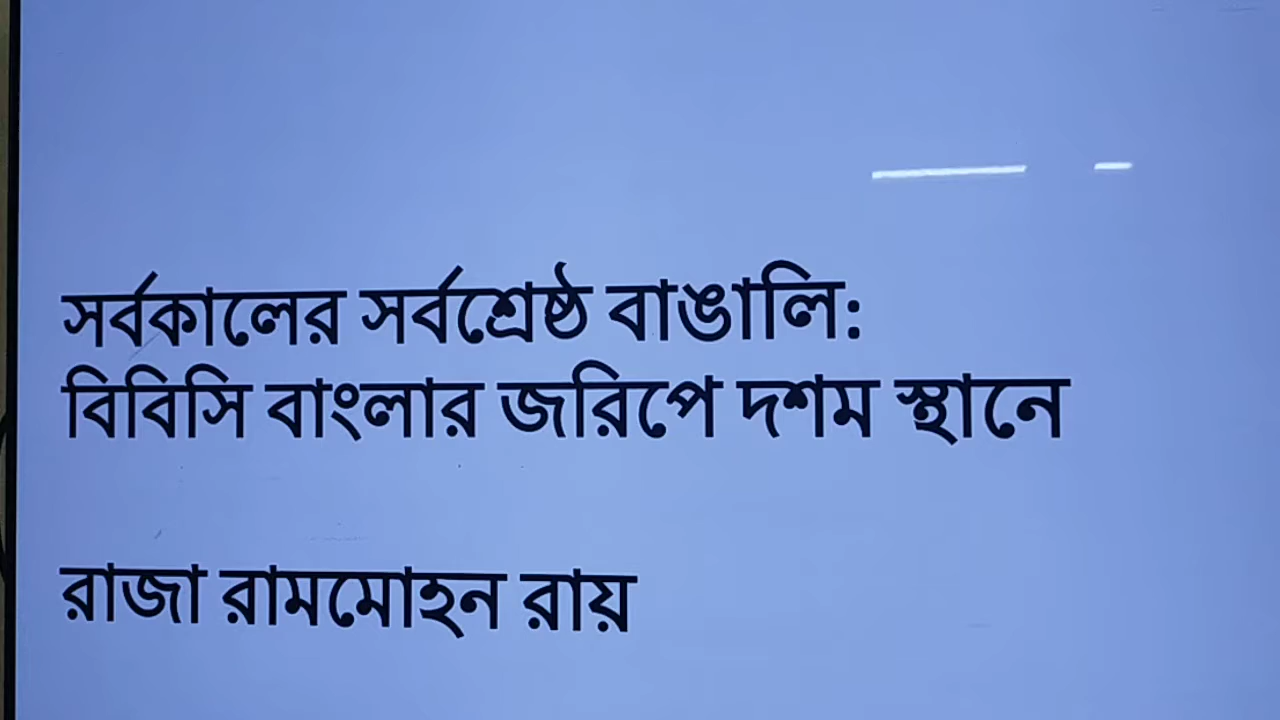 সর্বকালের সর্বশ্রেষ্ঠ বাঙালি:
বিবিসি বাংলার জরিপে দশম স্থানে
রাজা রামমোহন রায়